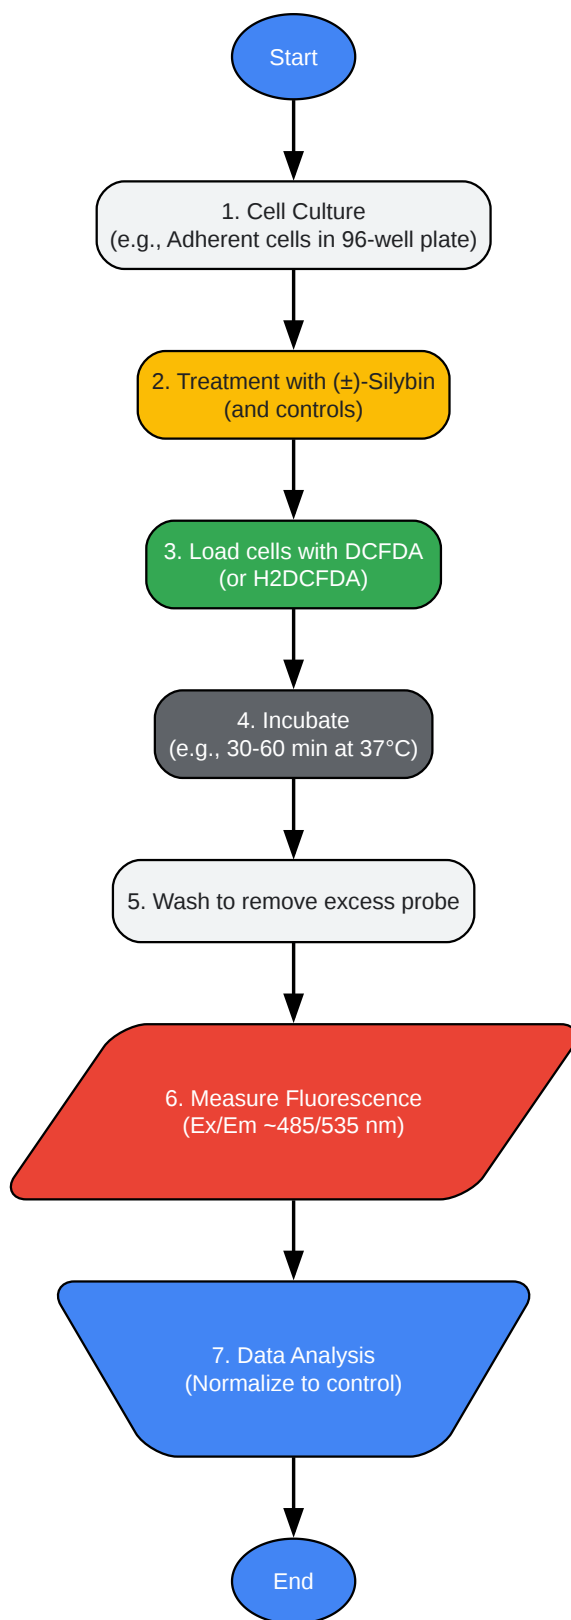 Start
1. Cell Culture
(e.g., Adherent cells in 96-well plate)
2. Treatment with (±)-Silybin
(and controls)
3. Load cells with DCFDA
(or H2DCFDA)
4. Incubate
(e.g., 30-60 min at 37°C)
5. Wash to remove excess probe
6. Measure Fluorescence
(Ex/Em ~485/535 nm)
7. Data Analysis
(Normalize to control)
End